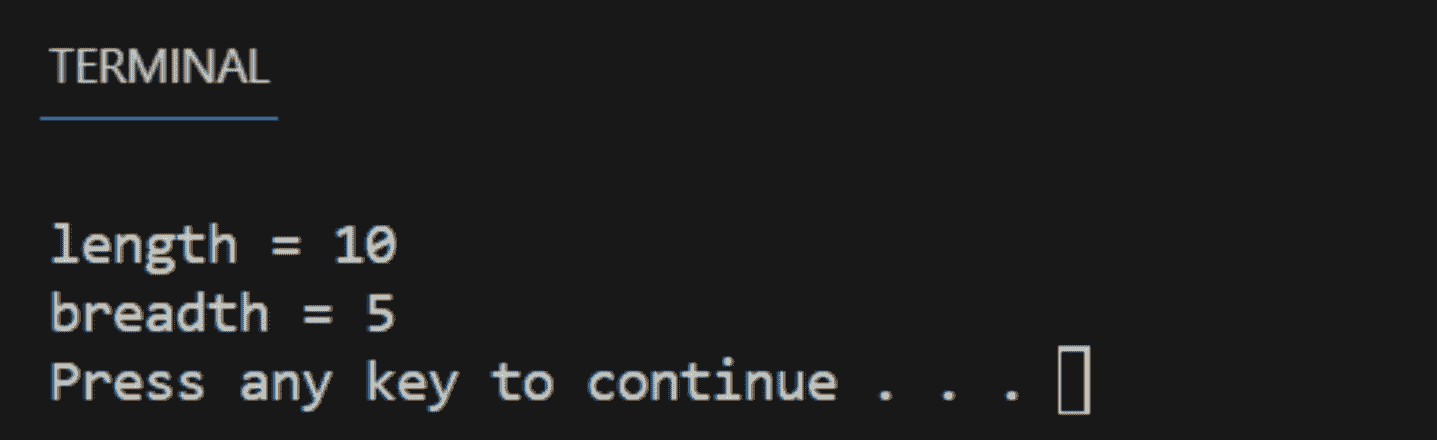 TERMINAL
length = 10
breadth = 5
Press any key to continue . . .